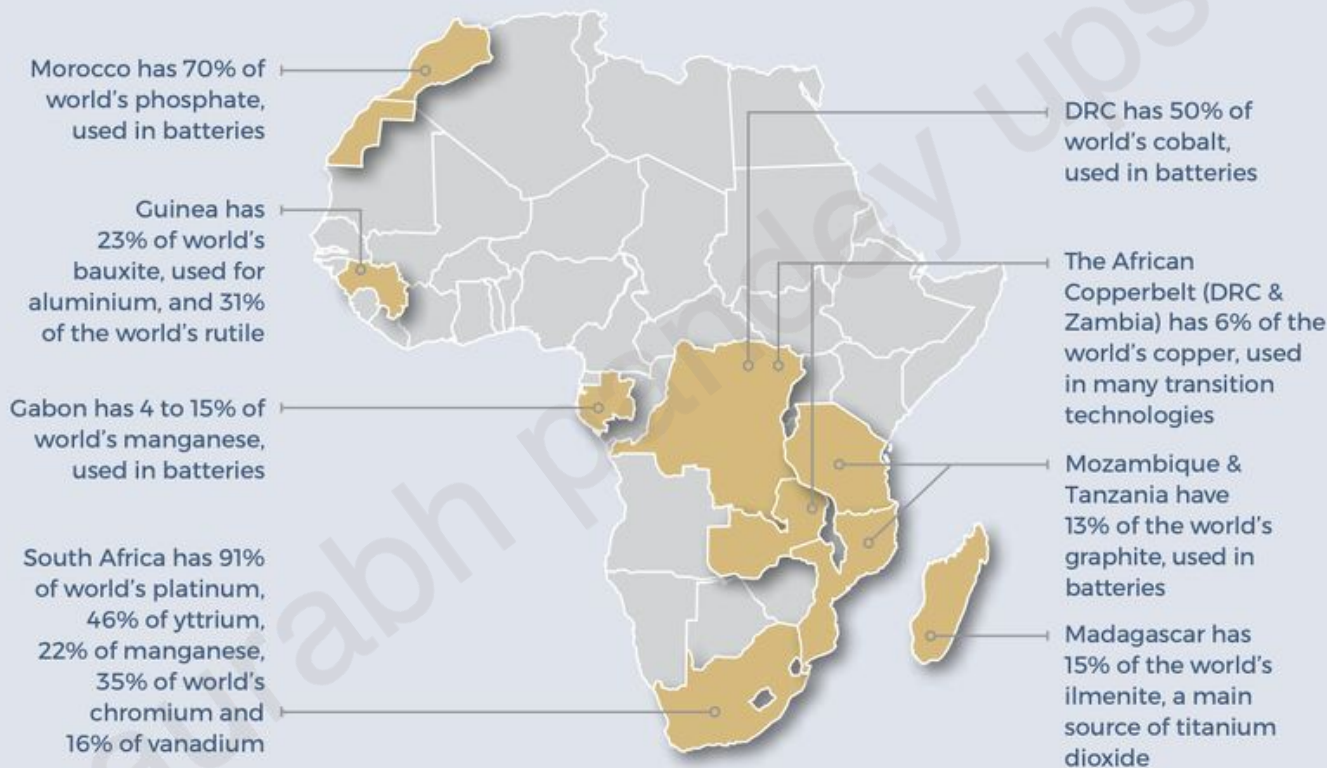 Morocco has 70% of
world's phosphate,
used in batteries
Guinea has
23% of world's
bauxite, used for
aluminium, and 31%
of the world's rutile
Gabon has 4 to 15% of
world's manganese,
used in batteries
South Africa has 91%
of world's platinum,
46% of yttrium,
22% of manganese,
35% of world's
chromium and
16% of vanadium
DRC has 50% of
world's cobalt,
used in batteries
The African
Copperbelt (DRC &
Zambia) has 6% of the
world's copper, used
in many transition
technologies
Mozambique &
Tanzania have
13% of the world's
graphite, used in
batteries
Madagascar has
15% of the world's
ilmenite, a main
source of titanium
dioxide
aurabh pandey ups